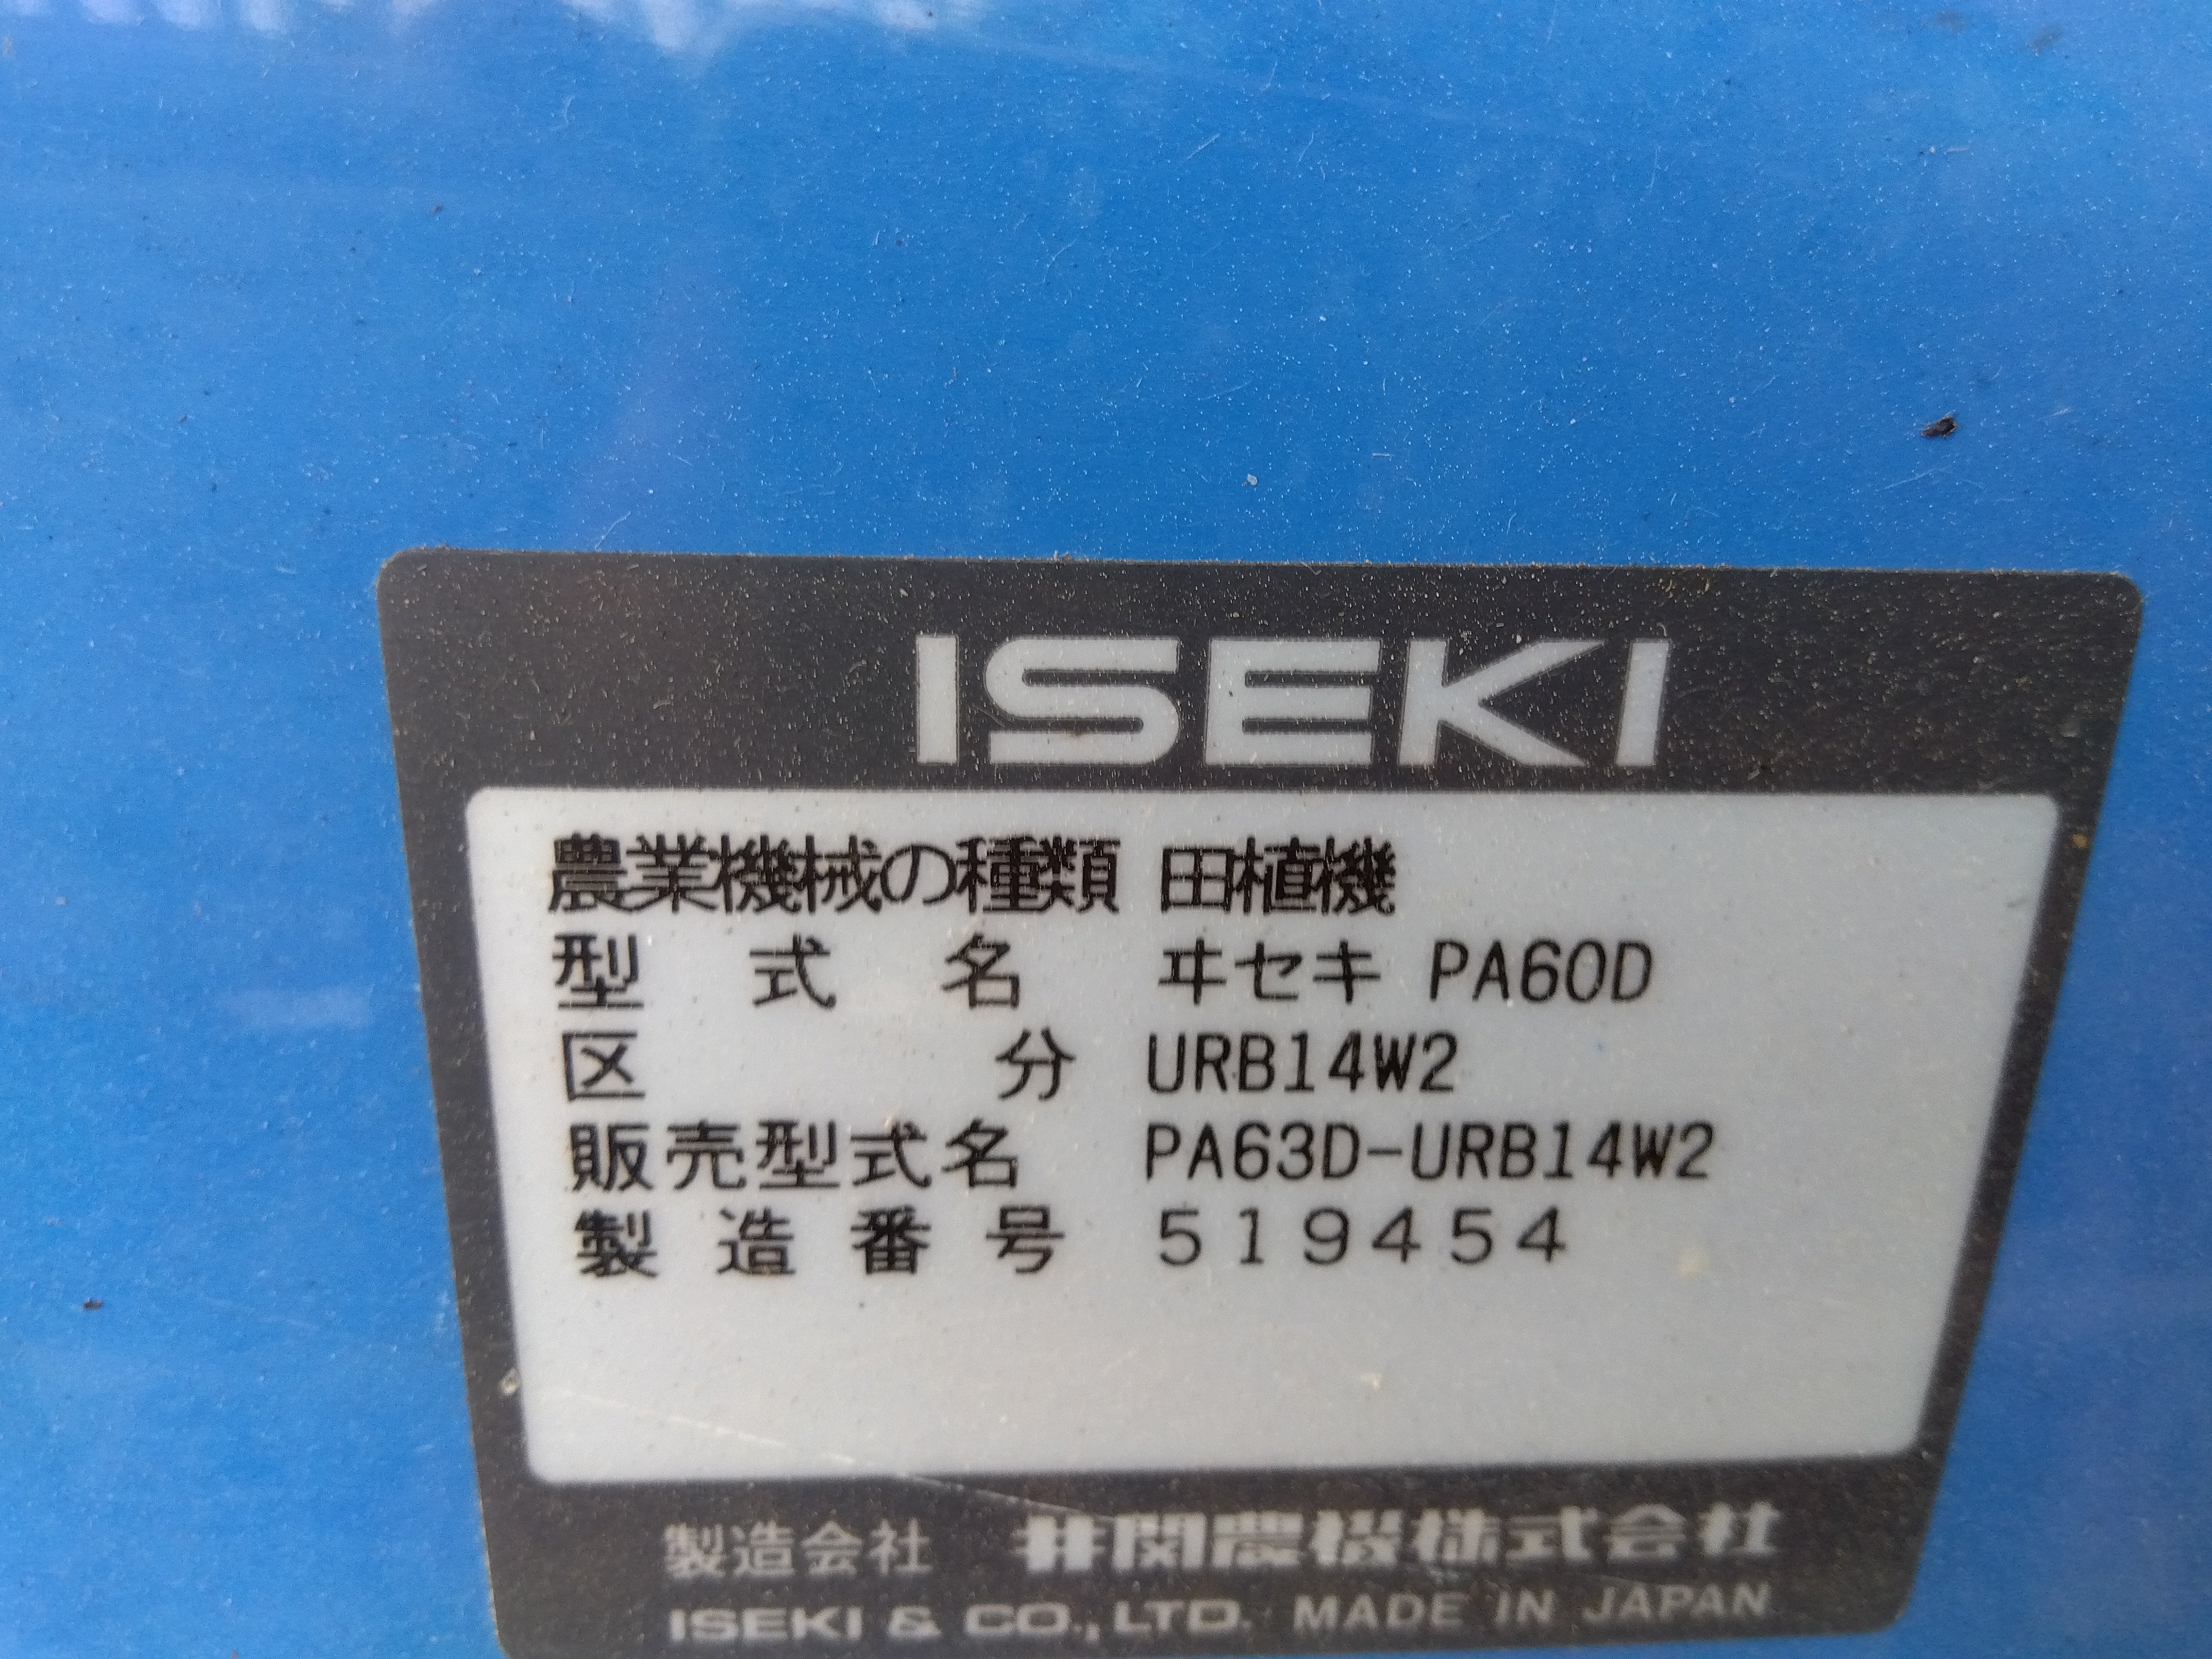 ISEKI
農業機械の種類 田植機
型式名 ヰセキ PA60D
区分 URB14W2
販売型式名 PA63D-URB14W2
製造番号 519454
製造会社 井関農機株式会社
ISEKI & CO., LTD. MADE IN JAPAN